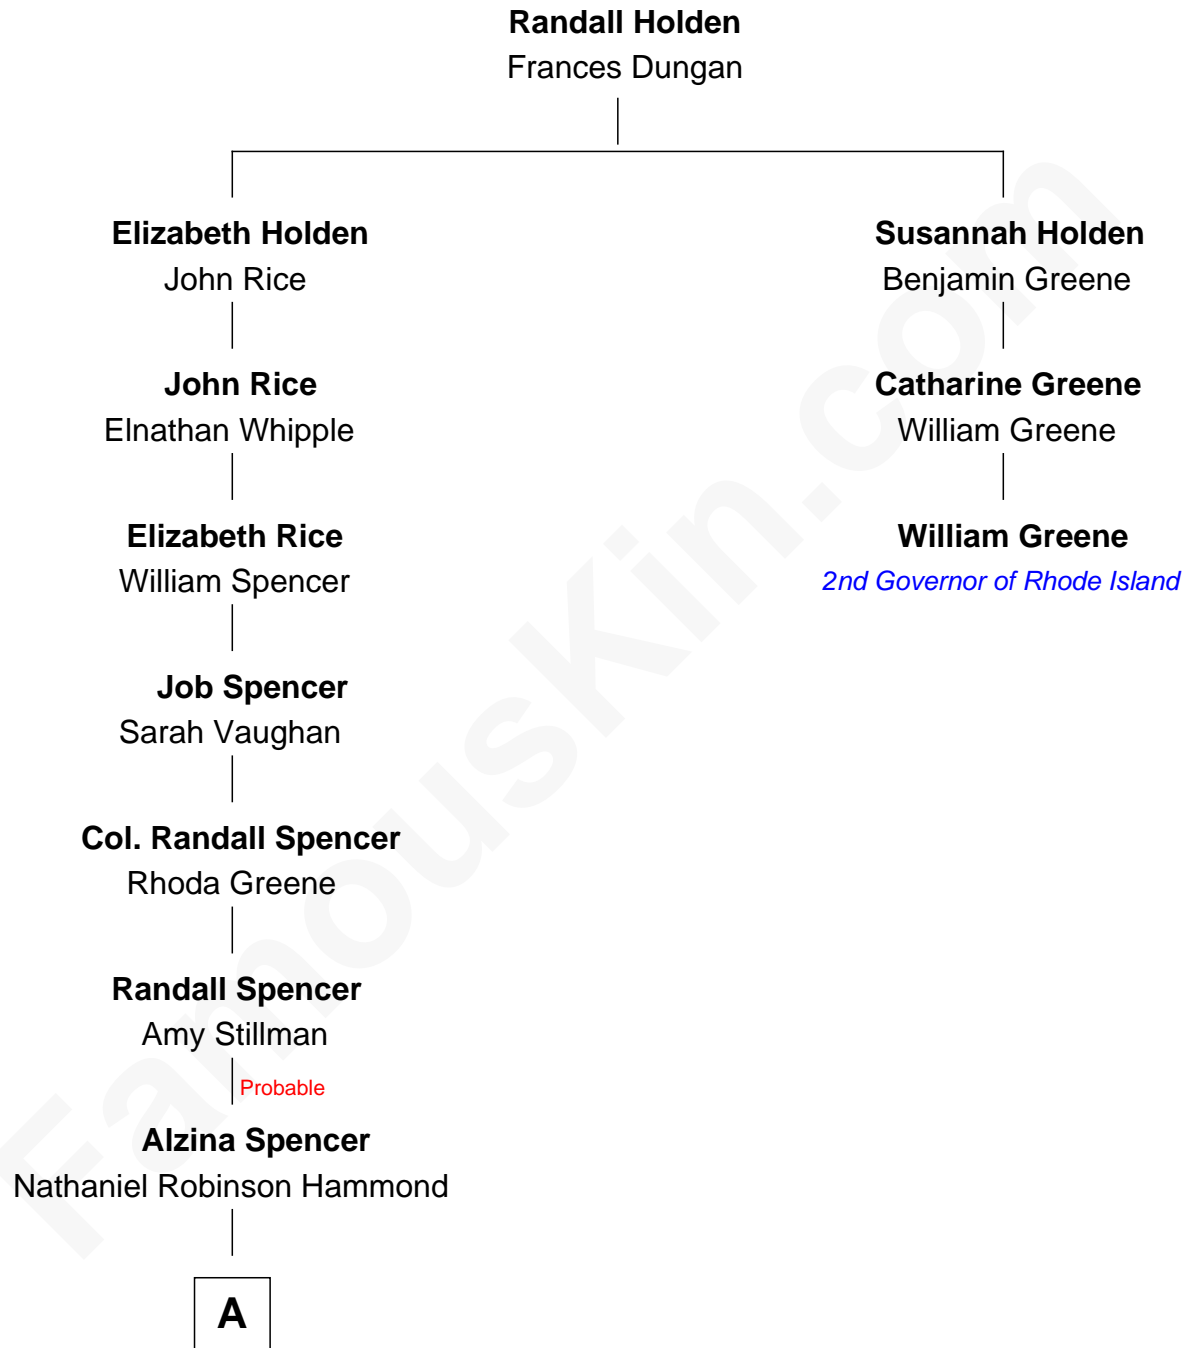 Randall Holden
Frances Dungan
Elizabeth Holden
John Rice
Susannah Holden
Benjamin Greene
John Rice
Elnathan Whipple
Catharine Greene
William Greene
Elizabeth Rice
William Spencer
William Greene
2nd Governor of Rhode Island
Job Spencer
Sarah Vaughan
Col. Randall Spencer
Rhoda Greene
Randall Spencer
Amy Stillman
Probable
Alzina Spencer
Nathaniel Robinson Hammond
A
FamousKin.com